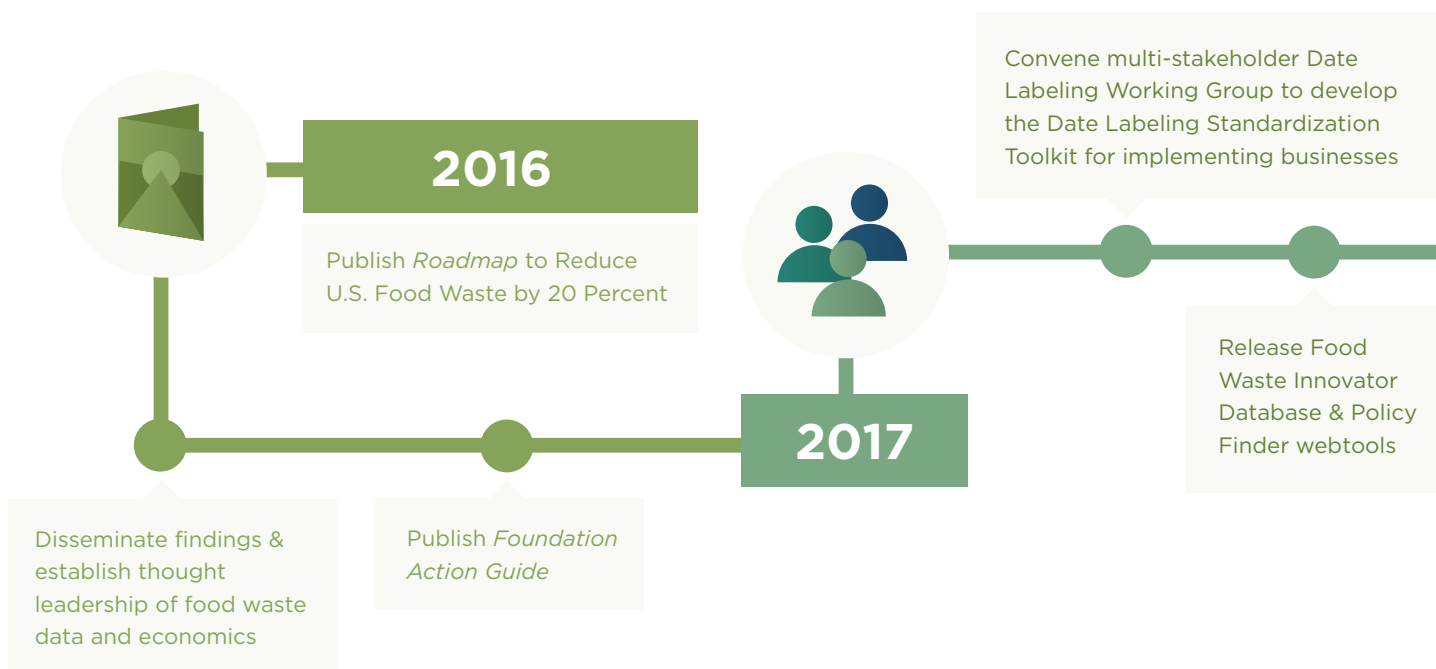 2016
Publish Roadmap to Reduce
U.S. Food Waste by 20 Percent
Disseminate findings &
establish thought
leadership of food waste
data and economics
Publish Foundation
Action Guide
2017
Convene multi-stakeholder Date
Labeling Working Group to develop
the Date Labeling Standardization
Toolkit for implementing businesses
Release Food
Waste Innovator
Database & Policy
Finder webtools